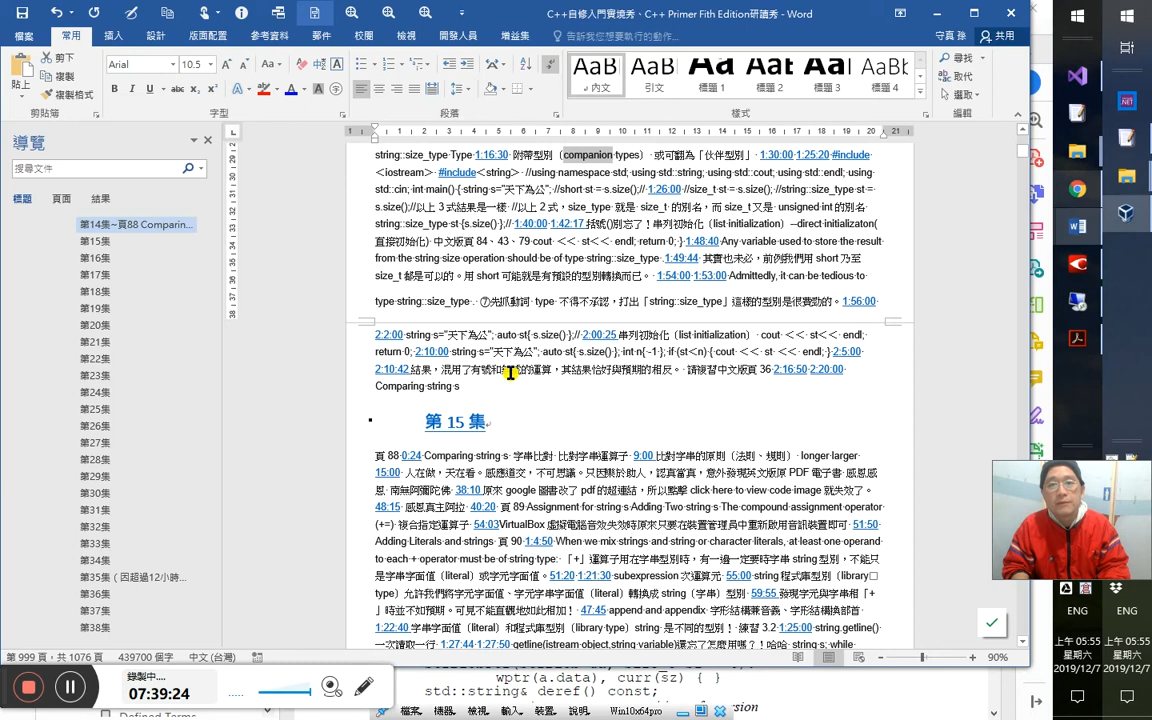 C++自修入門實境秀、C++ Primer Fith Edition研讀秀 - Word
檔案 常用 插入 設計 版面配置 參考資料 郵件 校閱 檢視 開發人員 增益集 告訴我您想要執行的動作... 守真 孫 共用
貼上 剪下 複製 複製格式
Arial 10.5
AaB AaB Aa AaB AaB AaBb
內文 引文 標題 1 標題 2 標題 3 標題 4
尋找 取代 選取
剪貼簿 字型 段落 樣式 編輯
導覽
搜尋文件
標題 頁面 結果
第14集~頁88 Comparin...
第15集
第16集
第17集
第18集
第19集
第20集
第21集
第22集
第23集
第24集
第25集
第26集
第27集
第28集
第29集
第30集
第31集
第32集
第33集
第34集
第35集（因超過12小時...
第36集
第37集
第38集
string::size_type Type 1:16:30 附帶型別（companion types）或可翻為「伙伴型別」 1:30:00 1:25:20 #include
<iostream> #include<string> //using namespace std; using std::string; using std::cout; using std::endl; using
std::cin; int main() { string s="天下為公"; //short st = s.size();// 1:26:00 //size_t st = s.size(); //string::size_type st =
s.size();//以上 3 式結果是一樣 //以上 2 式，size_type 就是 size_t 的別名，而 size_t 又是 unsigned int 的別名
string::size_type st {s.size() };// 1:40:00 1:42:17 括號()別忘了！串列初始化（list initialization）--direct initializaton(
直接初始化) 中文版頁 84、43、79 cout << st<< endl; return 0; } 1:48:40 Any variable used to store the result
from the string size operation should be of type string::size_type. 1:49:44 其實也未必，前例我們用 short 乃至
size_t 都是可以的。用 short 可能就是有預設的型別轉換而已。 1:54:00 1:53:00 Admittedly, it can be tedious to
type string::size_type . ⑦先抓動詞 type 不得不承認，打出「string::size_type」這樣的型別是很費勁的。1:56:00
2:2:00 string s="天下為公"; auto st{ s.size() };// 2:00:25 串列初始化（list initialization） cout << st<< endl;
return 0; 2:10:00 string s="天下為公"; auto st{ s.size() }; int n{ -1 }; if (st<n) { cout << st << endl; } 2:5:00
2:10:42 結果，混用了有號和 的運算，其結果恰好與預期的相反。 請複習中文版頁 36 2:16:50 2:20:00
Comparing string s
第 15 集
頁 88 0:24 Comparing string s 字串比對 比對字串運算子 9:00 比對字串的原則（法則、規則） longer larger
15:00 人在做，天在看。感應道交，不可思議。只因幫於 人，認真當真，意外發現英文版原 PDF 電子書 感恩感
恩 南無阿彌陀佛 38:10 原來 google 圖書改了 pdf 的超連結，所以點擊 click here to view code image 就失效了。
48:15 感恩真主阿拉 40:20 頁 89 Assignment for string s Adding Two string s The compound assignment operator
(+=) 複合指定運算子 54:03 VirtualBox 虛擬電腦音效失效時原來只要在裝置管理員中重新啟用音訊裝置即可 51:50
Adding Literals and strings 頁 90 1:4:50 When we mix strings and string or character literals, at least one operand
to each + operator must be of string type: 「+」運算子用在字串型別時，有一邊一定要時字串 string 型別，不能只
是字串字面值（literal）或字元字面值。51:20 1:21:30 subexpression 次運算元 55:00 string 程式庫型別（library
type）允許我們將字元字面值、字元字串字面值（literal）轉換成 string（字串）型別 59:55 發現字元與字串相「+
」時並不如預期。可見不能直觀地如此相加！ 47:45 append and appendix 字形結構兼音義、字形結構換部首
1:22:40 字串字面值（literal）和程式庫型別（library type）string 是不同的型別！ 練習 3.2 1:25:00 string.getline()
一次讀取一行 1:27:44 1:27:50 getline(istream object,string variable)還忘了怎麼用嗎？！哈哈 string s; while
第 999 頁，共 1076 頁 439700 個字 中文 (台灣) 90%
錄製中....
07:39:24
wptr(a.data), curr(sz) { }
std::string& deref() const;
Defined Terms
檔案 機器 檢視 輸入 裝置 說明 Win10x64pro
ENG ENG
上午 05:55 上午 05:55
星期六 星期六
2019/12/7 2019/12/7